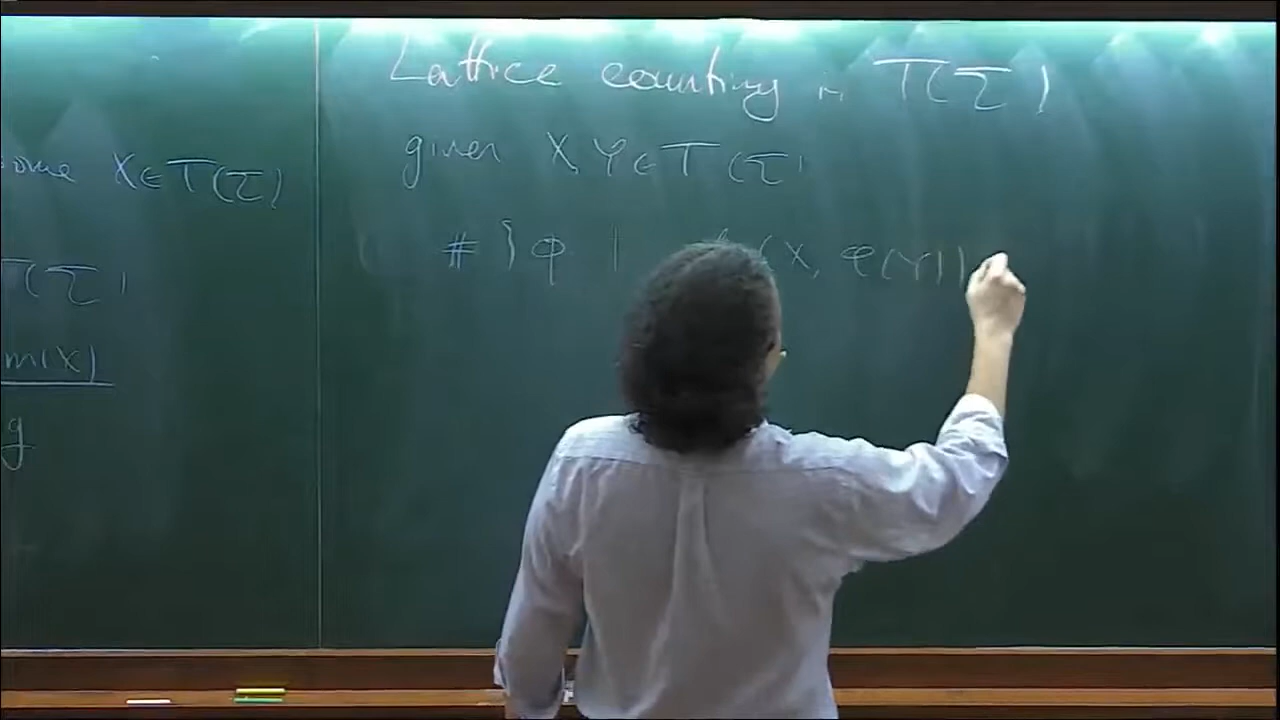 ome X ∈ T(Σ)
T(Σ)
m(X)
g
Lattice counting in T(Σ)
given X, Y ∈ T(Σ)
# { φ | (X, φ(Y))